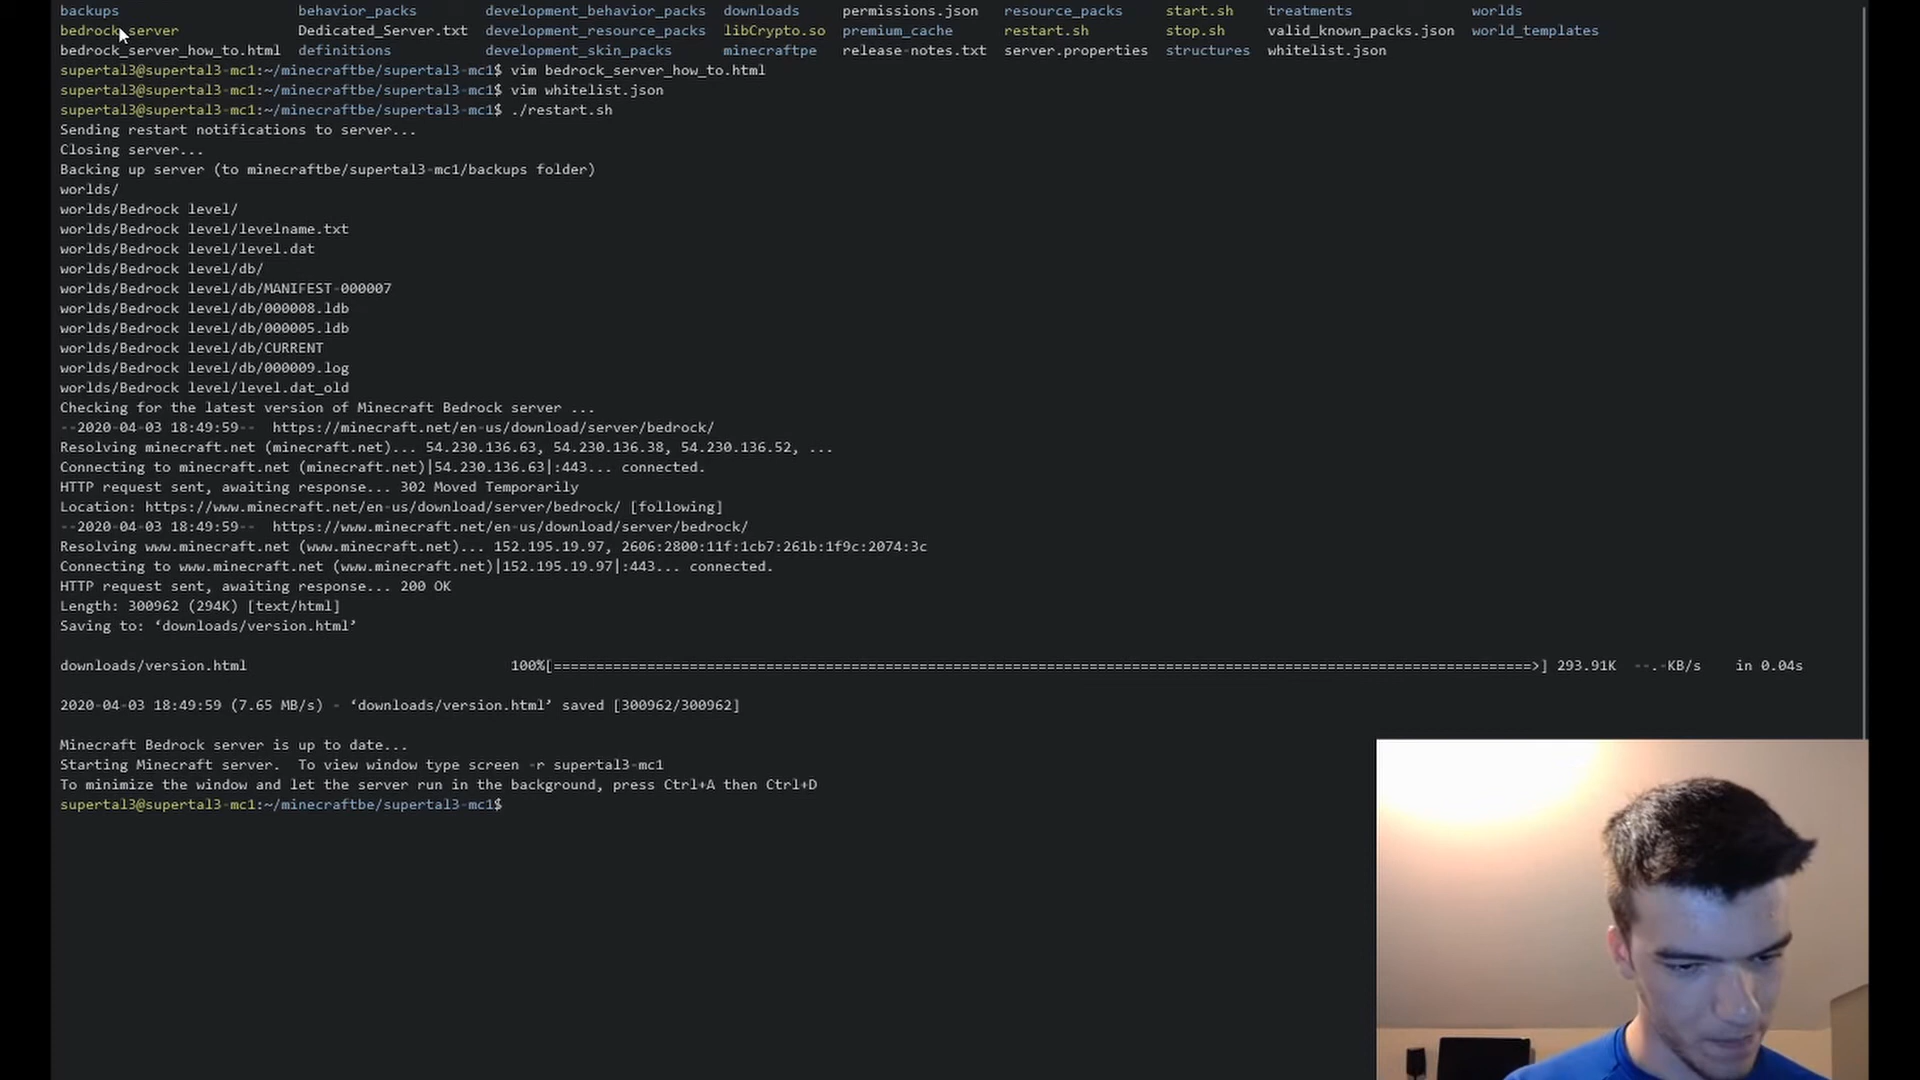 backups behavior_packs development_behavior_packs downloads permissions.json resource_packs start.sh treatments worlds
bedrock_server Dedicated_Server.txt development_resource_packs libCrypto.so premium_cache restart.sh stop.sh valid_known_packs.json world_templates
bedrock_server_how_to.html definitions development_skin_packs minecraftpe release-notes.txt server.properties structures whitelist.json
supertal3@supertal3-mc1:~/minecraftbe/supertal3-mc1$ vim bedrock_server_how_to.html
supertal3@supertal3-mc1:~/minecraftbe/supertal3-mc1$ vim whitelist.json
supertal3@supertal3-mc1:~/minecraftbe/supertal3-mc1$ ./restart.sh
Sending restart notifications to server...
Closing server...
Backing up server (to minecraftbe/supertal3-mc1/backups folder)
worlds/
worlds/Bedrock level/
worlds/Bedrock level/levelname.txt
worlds/Bedrock level/level.dat
worlds/Bedrock level/db/
worlds/Bedrock level/db/MANIFEST-000007
worlds/Bedrock level/db/000008.ldb
worlds/Bedrock level/db/000005.ldb
worlds/Bedrock level/db/CURRENT
worlds/Bedrock level/db/000009.log
worlds/Bedrock level/level.dat_old
Checking for the latest version of Minecraft Bedrock server ...
--2020-04-03 18:49:59--  https://minecraft.net/en-us/download/server/bedrock/
Resolving minecraft.net (minecraft.net)... 54.230.136.63, 54.230.136.38, 54.230.136.52, ...
Connecting to minecraft.net (minecraft.net)|54.230.136.63|:443... connected.
HTTP request sent, awaiting response... 302 Moved Temporarily
Location: https://www.minecraft.net/en-us/download/server/bedrock/ [following]
--2020-04-03 18:49:59--  https://www.minecraft.net/en-us/download/server/bedrock/
Resolving www.minecraft.net (www.minecraft.net)... 152.195.19.97, 2606:2800:11f:1cb7:261b:1f9c:2074:3c
Connecting to www.minecraft.net (www.minecraft.net)|152.195.19.97|:443... connected.
HTTP request sent, awaiting response... 200 OK
Length: 300962 (294K) [text/html]
Saving to: ‘downloads/version.html’
downloads/version.html 100%[===================================================================================================================>] 293.91K --.-KB/s in 0.04s
2020-04-03 18:49:59 (7.65 MB/s) - ‘downloads/version.html’ saved [300962/300962]
Minecraft Bedrock server is up to date...
Starting Minecraft server.  To view window type screen -r supertal3-mc1
To minimize the window and let the server run in the background, press Ctrl+A then Ctrl+D
supertal3@supertal3-mc1:~/minecraftbe/supertal3-mc1$